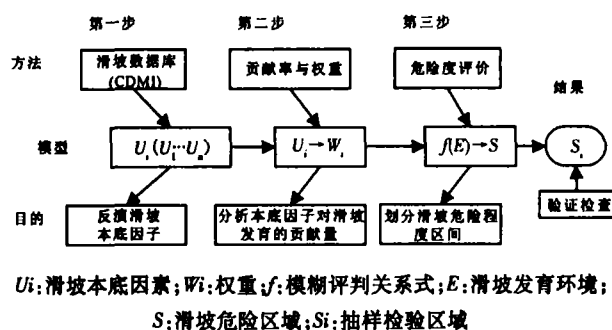 第一步 第二步 第三步
方法 滑坡数据库 贡献率与权重 危险度评价
(CDMI)
结果
模型 Ui(U1…Un) Ui→Wi f(E)→S Si
目的 反演滑坡 分析本底因子对滑坡 划分滑坡危险程 验证检查
本底因子 发育的贡献量 度区间
Ui:滑坡本底因素;Wi:权重;f:模糊评判关系式;E:滑坡发育环境;
S:滑坡危险区域;Si:抽样检验区域